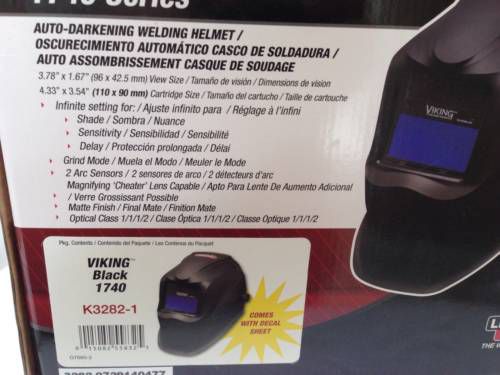 1740 Series
AUTO-DARKENING WELDING HELMET /
OSCURECIMIENTO AUTOMÁTICO CASCO DE SOLDADURA /
AUTO ASSOMBRISSEMENT CASQUE DE SOUDAGE
3.78" x 1.67" (96 x 42.5 mm) View Size / Tamaño de visión / Dimensions de vision
4.33" x 3.54" (110 x 90 mm) Cartridge Size / Tamaño del cartucho / Taille de cartouche
Infinite setting for: / Ajuste infinito para / Réglage à l'infini
Shade / Sombra / Nuance
Sensitivity / Sensibilidad / Sensibilité
Delay / Protección prolongada / Délai
Grind Mode / Muela el Modo / Meuler le Mode
2 Arc Sensors / 2 sensores de arco / 2 détecteurs d'arc
Magnifying 'Cheater' Lens Capable / Apto Para Lente De Aumento Adicional
/ Verre Grossissant Possible
Matte Finish / Final Mate / Finition Mate
Optical Class 1/1/1/2 / Clase Óptica 1/1/1/2 / Classe Optique 1/1/1/2
VIKING™
Pkg. Contents / Contenido del Paquete / Les Contenus du Pacquet
VIKING™
Black
1740
K3282-1
COMES
WITH DECAL
SHEET